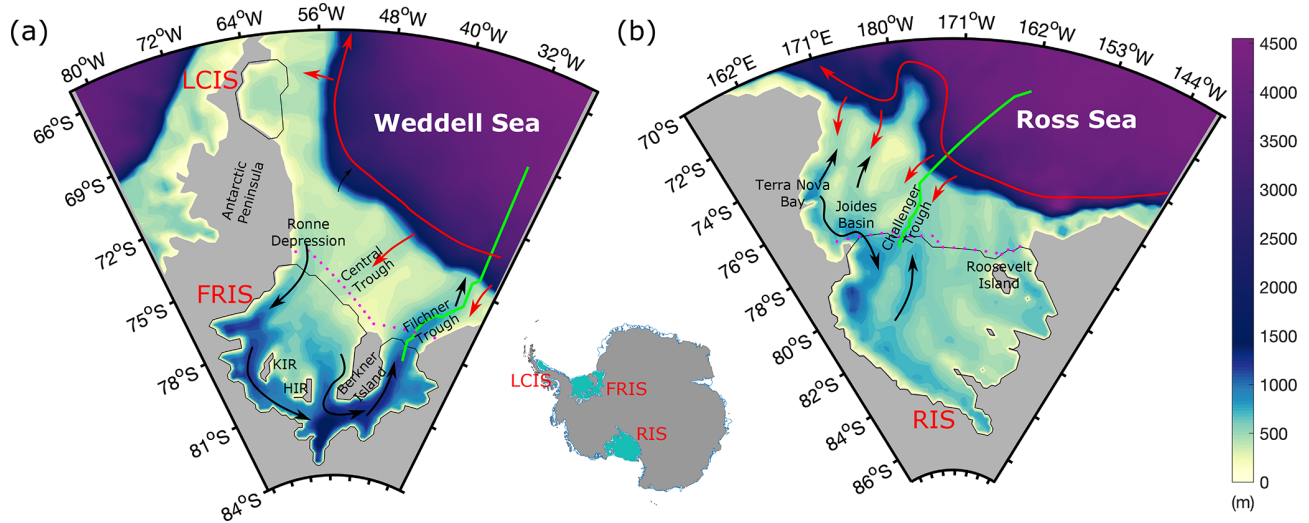 (a)
80°W
72°W
64°W
56°W
48°W
40°W
32°W
66°S
69°S
72°S
75°S
78°S
81°S
84°S
LCIS
Weddell Sea
Antarctic
Peninsula
Ronne
Depression
Central
Trough
FRIS
Filchner
Trough
KIR
HIR
Berkner
Island
LCIS
FRIS
RIS
(b)
162°E
171°E
180°W
171°W
162°W
153°W
144°W
70°S
72°S
74°S
76°S
78°S
80°S
82°S
84°S
86°S
Ross Sea
Terra Nova
Bay
Joides
Basin
Challenger
Trough
Roosevelt
Island
RIS
4500
4000
3500
3000
2500
2000
1500
1000
500
0
(m)